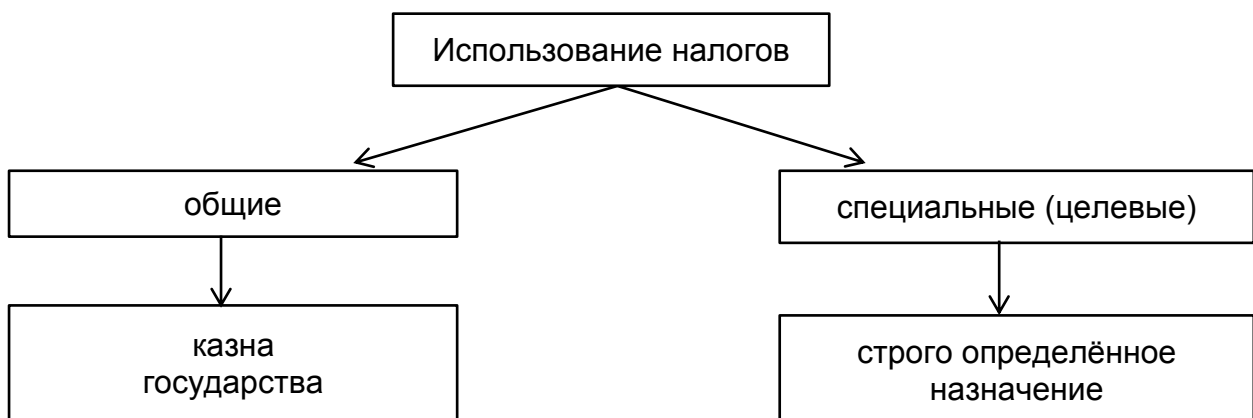 Использование налогов
общие
специальные (целевые)
казна
государства
строго определённое
назначение